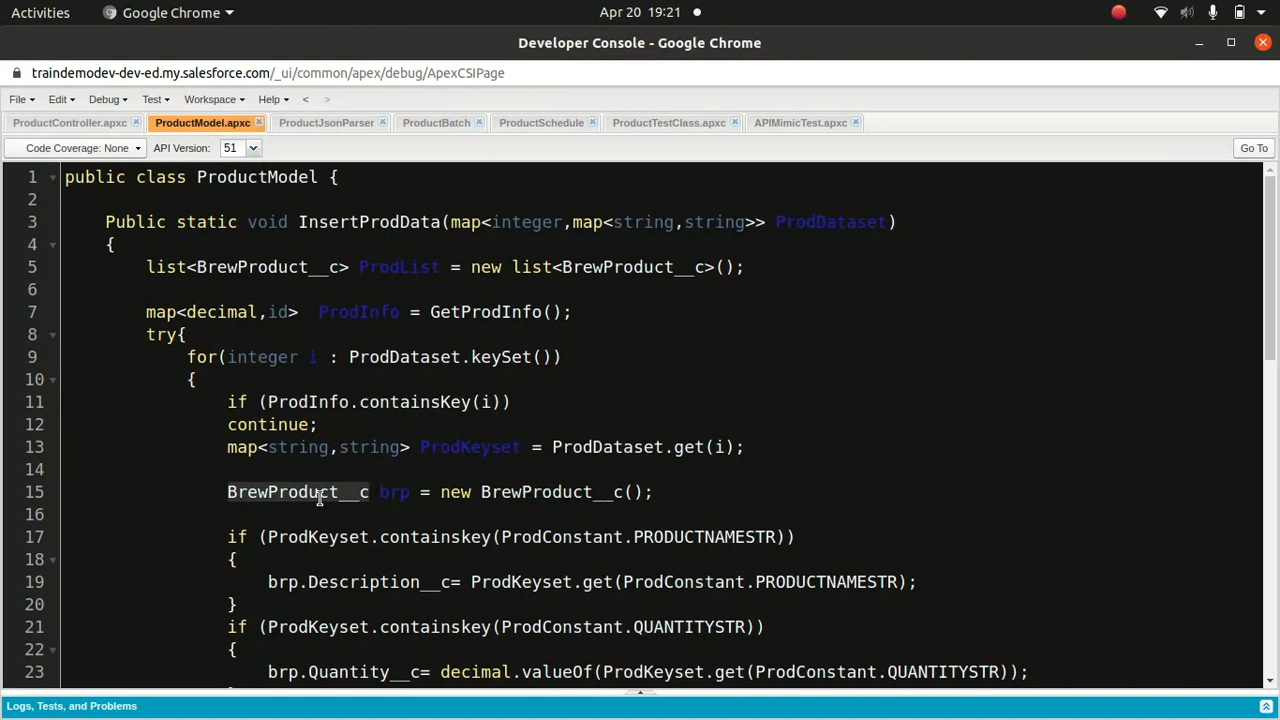 Activities Google Chrome Apr 20 19:21
Developer Console - Google Chrome
traindemodev-dev-ed.my.salesforce.com/_ui/common/apex/debug/ApexCSIPage
File Edit Debug Test Workspace Help < >
ProductController.apxc ProductModel.apxc ProductJsonParser ProductBatch ProductSchedule ProductTestClass.apxc APIMimicTest.apxc
Code Coverage: None API Version: 51 Go To
1 public class ProductModel {
2
3 Public static void InsertProdData(map<integer,map<string,string>> ProdDataset)
4 {
5 list<BrewProduct__c> ProdList = new list<BrewProduct__c>();
6
7 map<decimal,id> ProdInfo = GetProdInfo();
8 try{
9 for(integer i : ProdDataset.keySet())
10 {
11 if (ProdInfo.containsKey(i))
12 continue;
13 map<string,string> ProdKeyset = ProdDataset.get(i);
14
15 BrewProduct__c brp = new BrewProduct__c();
16
17 if (ProdKeyset.containskey(ProdConstant.PRODUCTNAMESTR))
18 {
19 brp.Description__c= ProdKeyset.get(ProdConstant.PRODUCTNAMESTR);
20 }
21 if (ProdKeyset.containskey(ProdConstant.QUANTITYSTR))
22 {
23 brp.Quantity__c= decimal.valueOf(ProdKeyset.get(ProdConstant.QUANTITYSTR));
Logs, Tests, and Problems